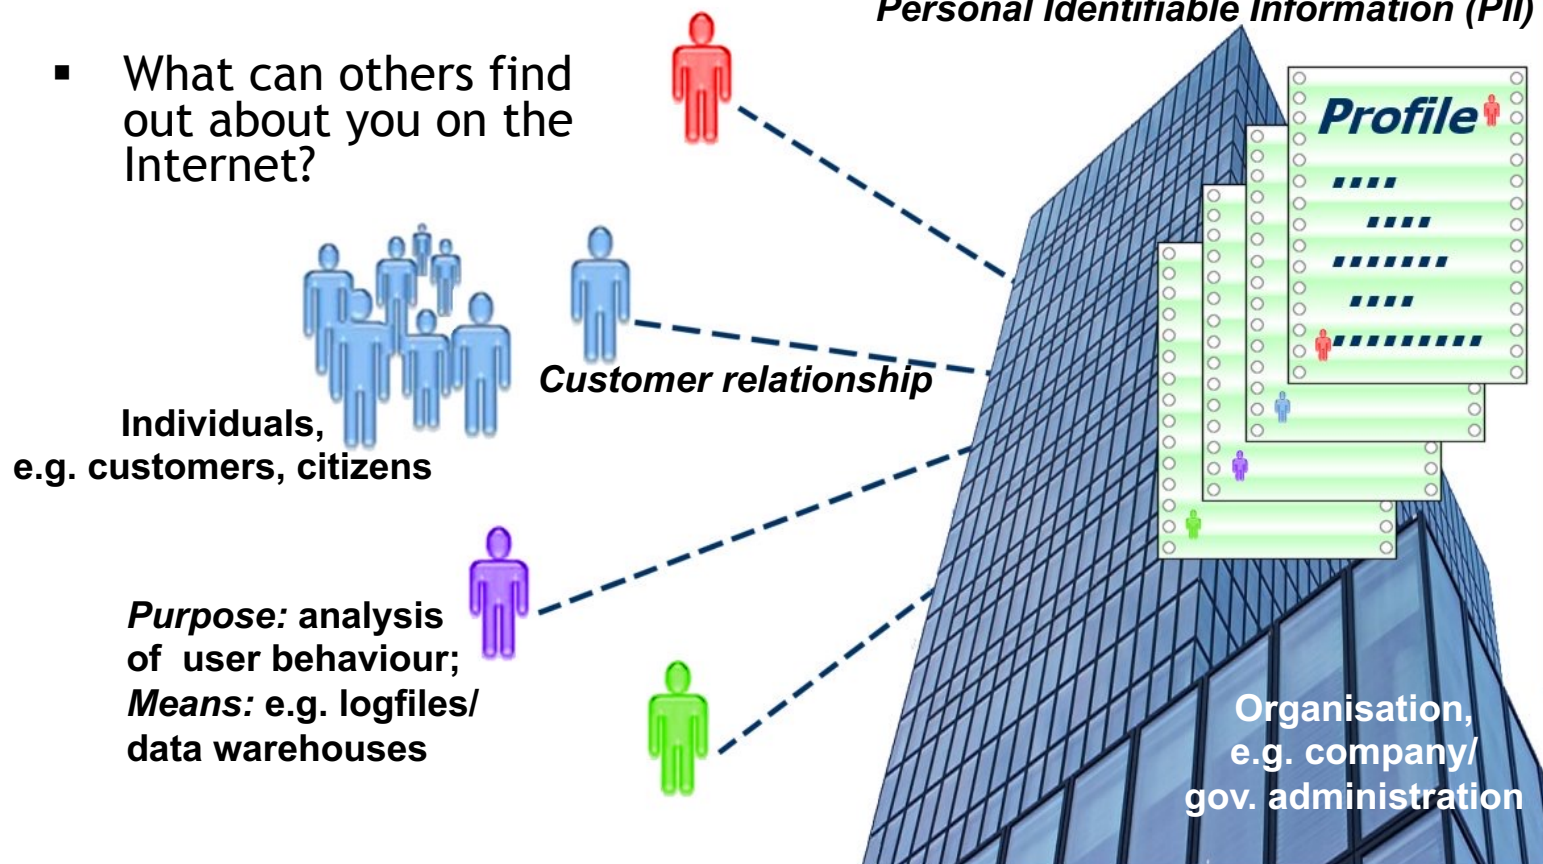 Personal Identifiable Information (PII)
▪ What can others find
out about you on the
Internet?
Profile
Customer relationship
Individuals,
e.g. customers, citizens
Purpose: analysis
of user behaviour;
Means: e.g. logfiles/
data warehouses
Organisation,
e.g. company/
gov. administration